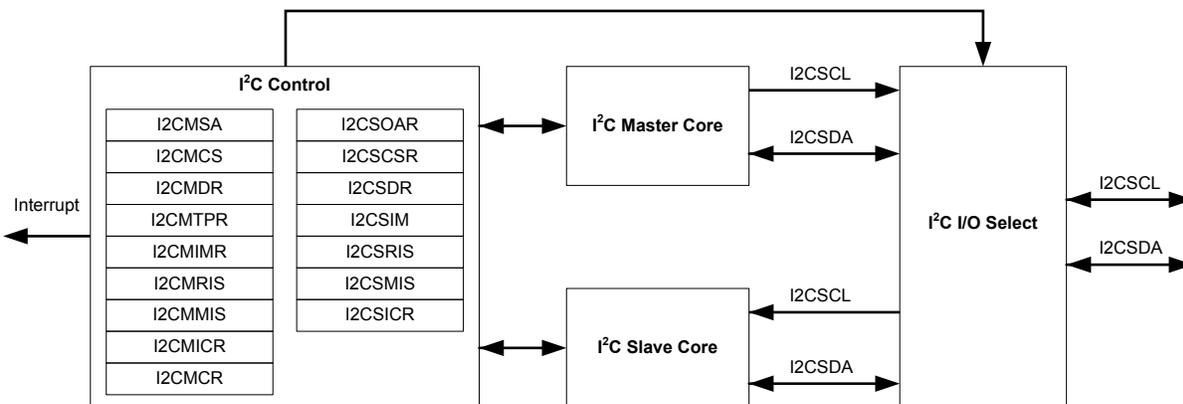 I²C Control
I2CMSA
I2CMCS
I2CMDR
I2CMTPR
I2CMIMR
I2CMRIS
I2CMMIS
I2CMICR
I2CMCR
I2CSOAR
I2CSCSR
I2CSDR
I2CSIM
I2CSRIS
I2CSMIS
I2CSICR
Interrupt
I²C Master Core
I2CSCL
I2CSDA
I²C Slave Core
I2CSCL
I2CSDA
I²C I/O Select
I2CSCL
I2CSDA